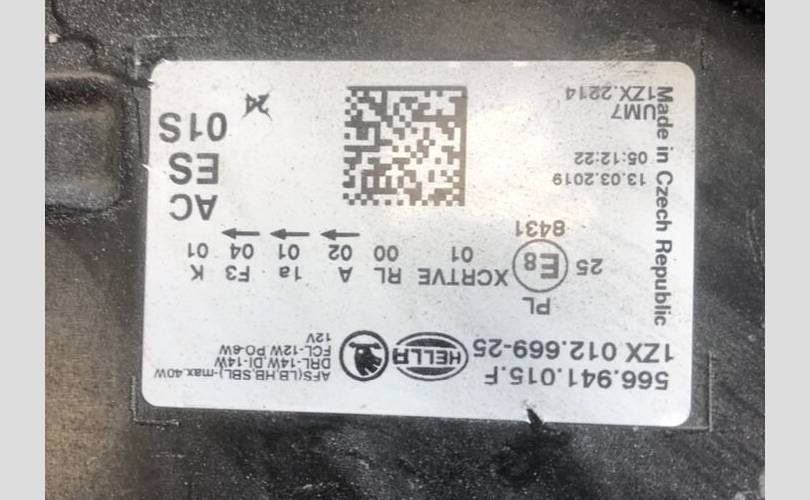 566.941.015.F
1ZX 012.669-25
HELLA
AFS(LB,HB,SBL)-max.40W
DRL-14W,DI-14W
FCL-12W,PO-6W
12V
PL
25 E8 XCRTVE RL A 1a F3 K
01 00 02 01 04 01
8431
13.03.2019
05:12:22
UM7
1ZX.2214
AC
ES
01S
24
Made in Czech Republic